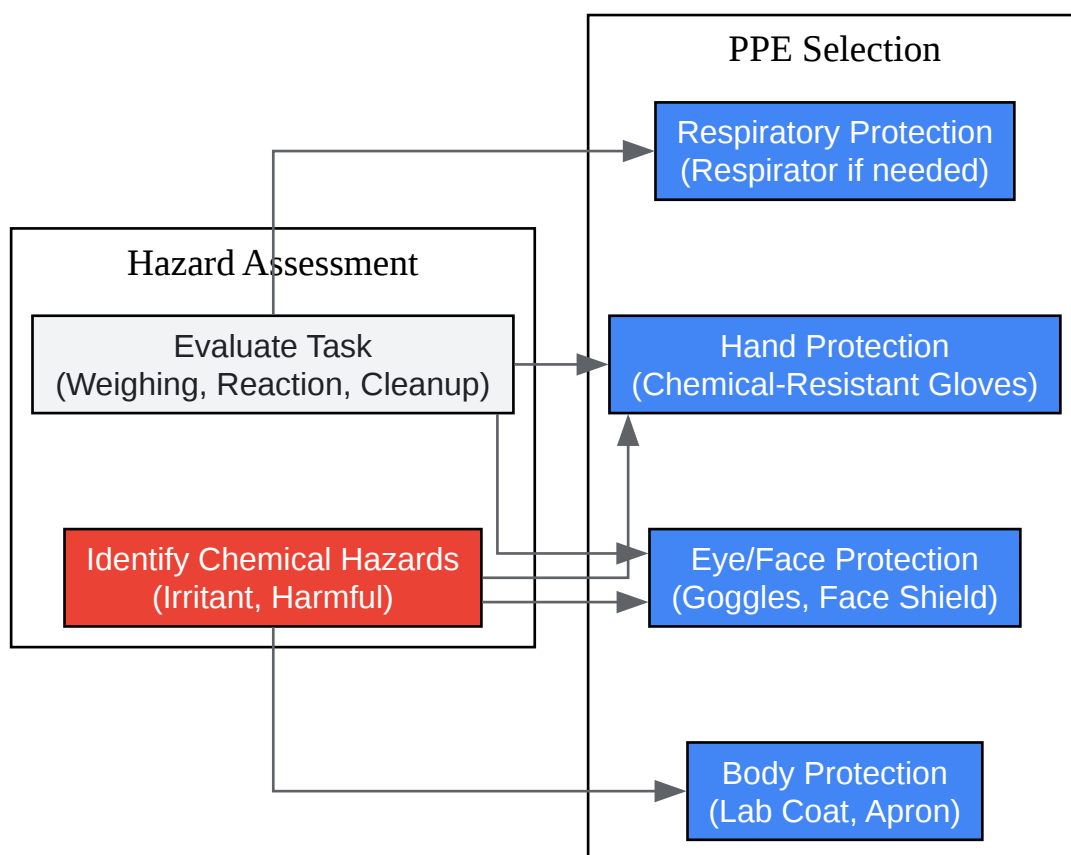 PPE Selection
Respiratory Protection
(Respirator if needed)
Hazard Assessment
Evaluate Task
(Weighing, Reaction, Cleanup)
Hand Protection
(Chemical-Resistant Gloves)
Identify Chemical Hazards
(Irritant, Harmful)
Eye/Face Protection
(Goggles, Face Shield)
Body Protection
(Lab Coat, Apron)